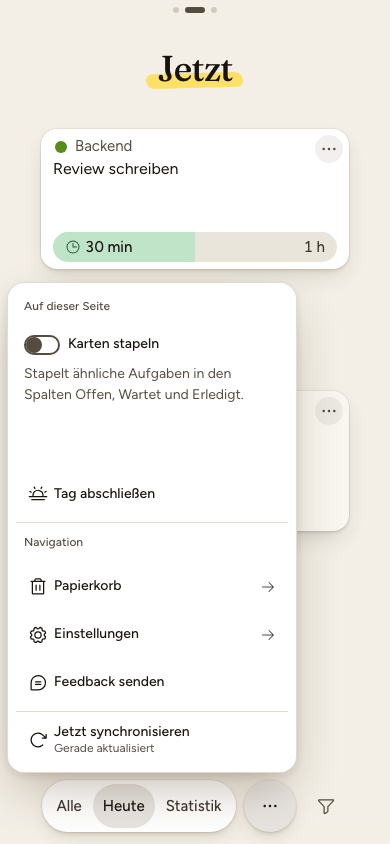 Jetzt
Backend
Review schreiben
30 min
1 h
Auf dieser Seite
Karten stapeln
Stapelt ähnliche Aufgaben in den
Spalten Offen, Wartet und Erledigt.
Tag abschließen
Navigation
Papierkorb
Einstellungen
Feedback senden
Jetzt synchronisieren
Gerade aktualisiert
Alle
Heute
Statistik